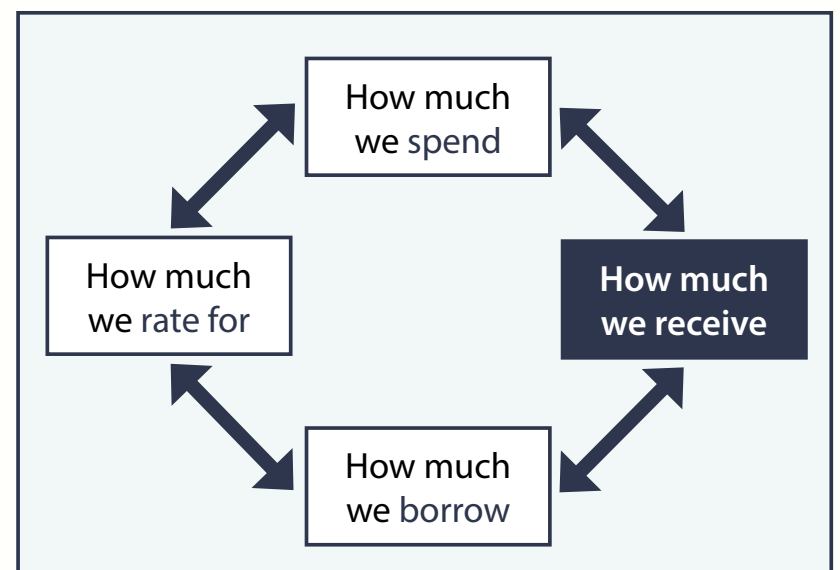 How much
we spend
How much
we rate for
How much
we receive
How much
we borrow